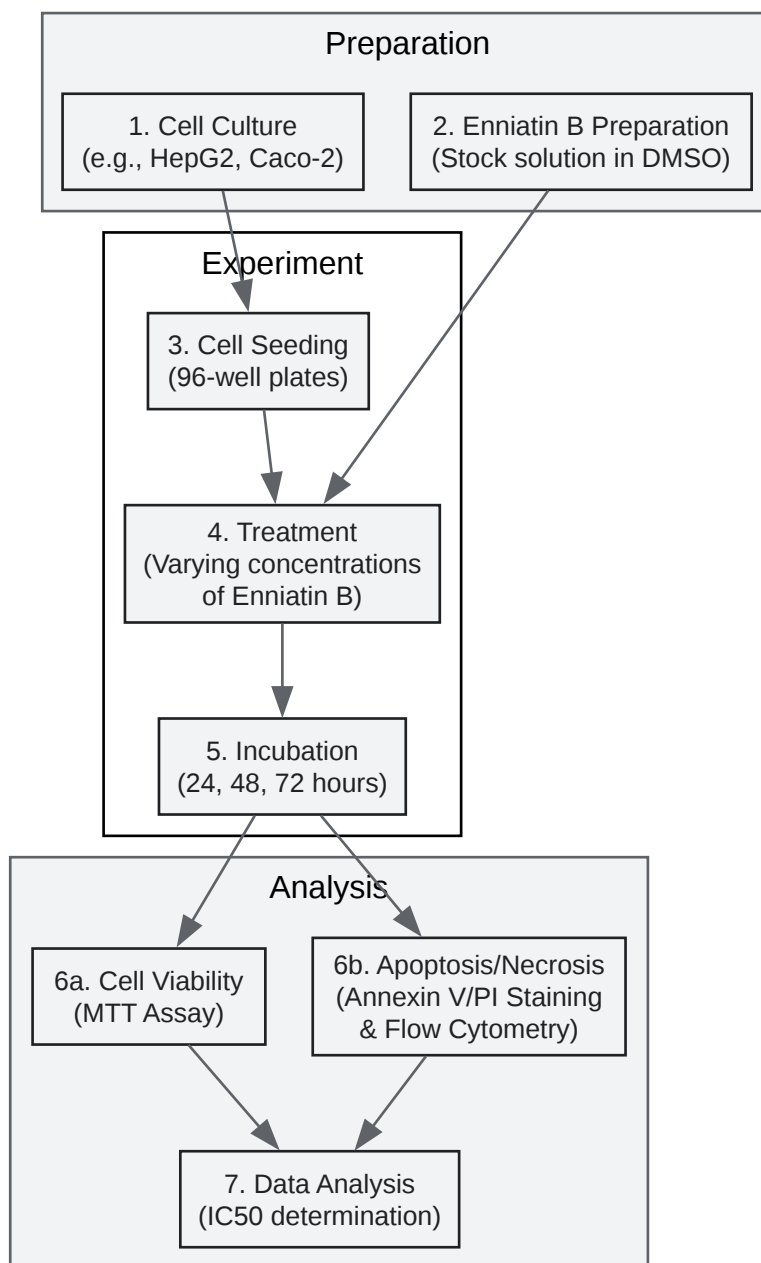 Preparation
1. Cell Culture
(e.g., HepG2, Caco-2)
2. Enniatin B Preparation
(Stock solution in DMSO)
Experiment
3. Cell Seeding
(96-well plates)
4. Treatment
(Varying concentrations
of Enniatin B)
5. Incubation
(24, 48, 72 hours)
Analysis
6a. Cell Viability
(MTT Assay)
6b. Apoptosis/Necrosis
(Annexin V/PI Staining
& Flow Cytometry)
7. Data Analysis
(IC50 determination)